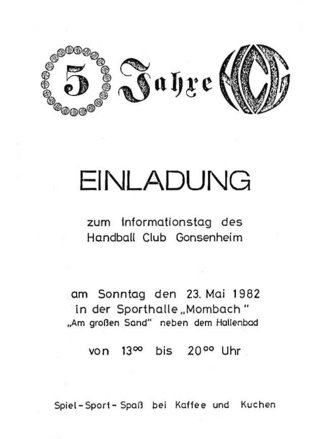 5 Jahre HCG
EINLADUNG
zum Informationstag des
Handball Club Gonsenheim
am Sonntag den 23. Mai 1982
in der Sporthalle „Mombach"
„Am großen Sand" neben dem Hallenbad
von 13⁰⁰ bis 20⁰⁰ Uhr
Spiel-Sport-Spaß bei Kaffee und Kuchen